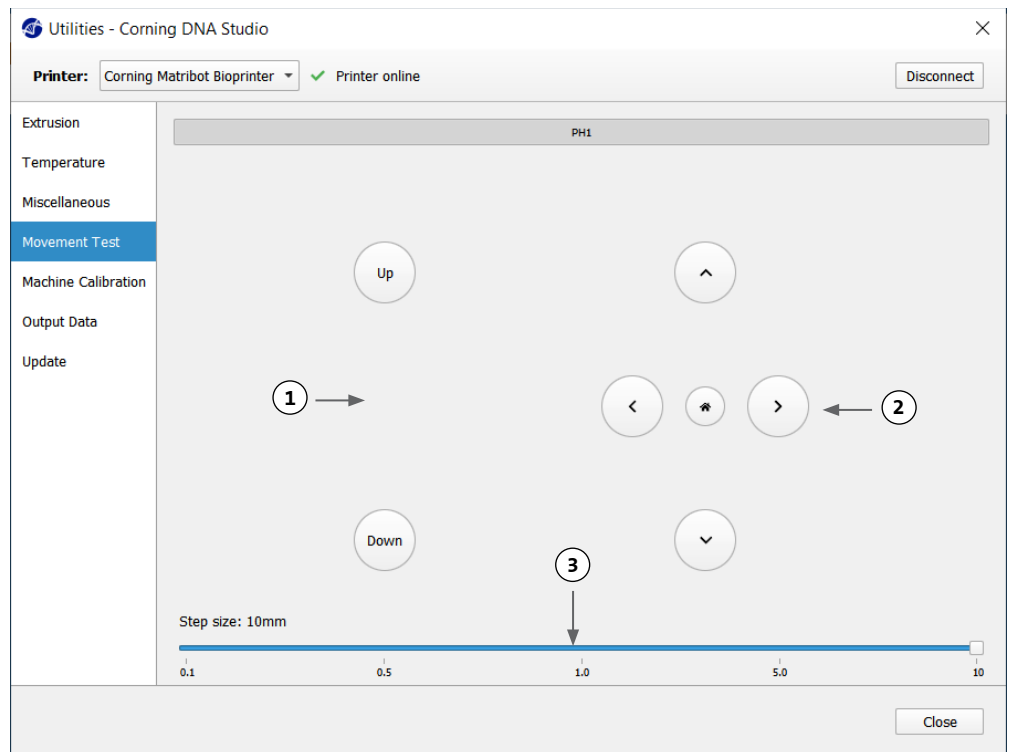 Utilities - Corning DNA Studio
Printer: Corning Matribot Bioprinter Printer online Disconnect
Extrusion
PH1
Temperature
Miscellaneous
Movement Test
Machine Calibration
Output Data
Update
Up
1
2
Down
3
Step size: 10mm
0.1 0.5 1.0 5.0 10
Close